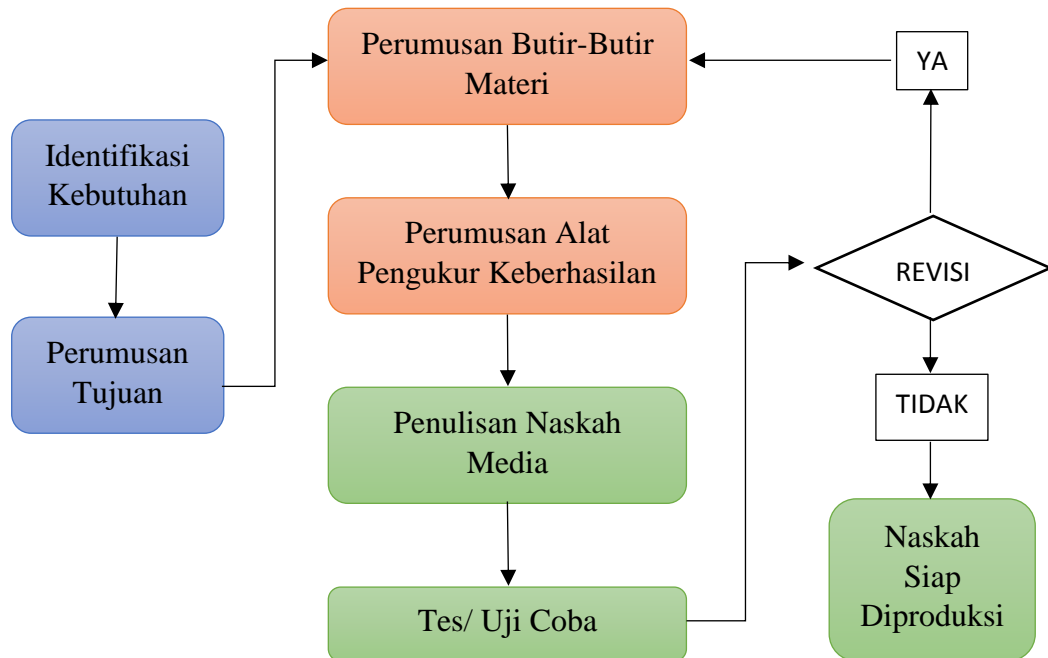 Identifikasi
Kebutuhan
Perumusan
Tujuan
Perumusan Butir-Butir
Materi
Perumusan Alat
Pengukur Keberhasilan
Penulisan Naskah
Media
Tes/ Uji Coba
REVISI
YA
TIDAK
Naskah
Siap
Diproduksi